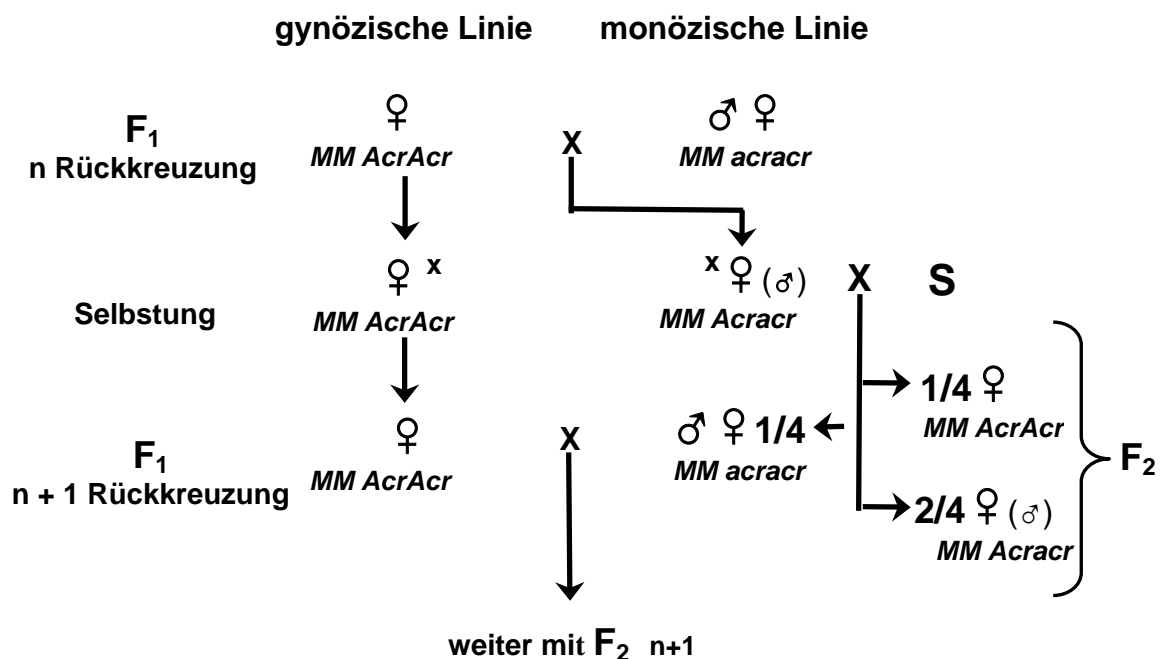 gynözische Linie monözische Linie
♀ ♂ ♀
F₁ X
n Rückkreuzung MM AcrAcr MM acracr
♀ x x ♀ (♂) X S
Selbstung MM AcrAcr MM Acracr
1/4 ♀
MM AcrAcr
♀ X ♂ ♀ 1/4
F₁ MM AcrAcr MM acracr F₂
n + 1 Rückkreuzung
2/4 ♀ (♂)
MM Acracr
weiter mit F₂ n+1